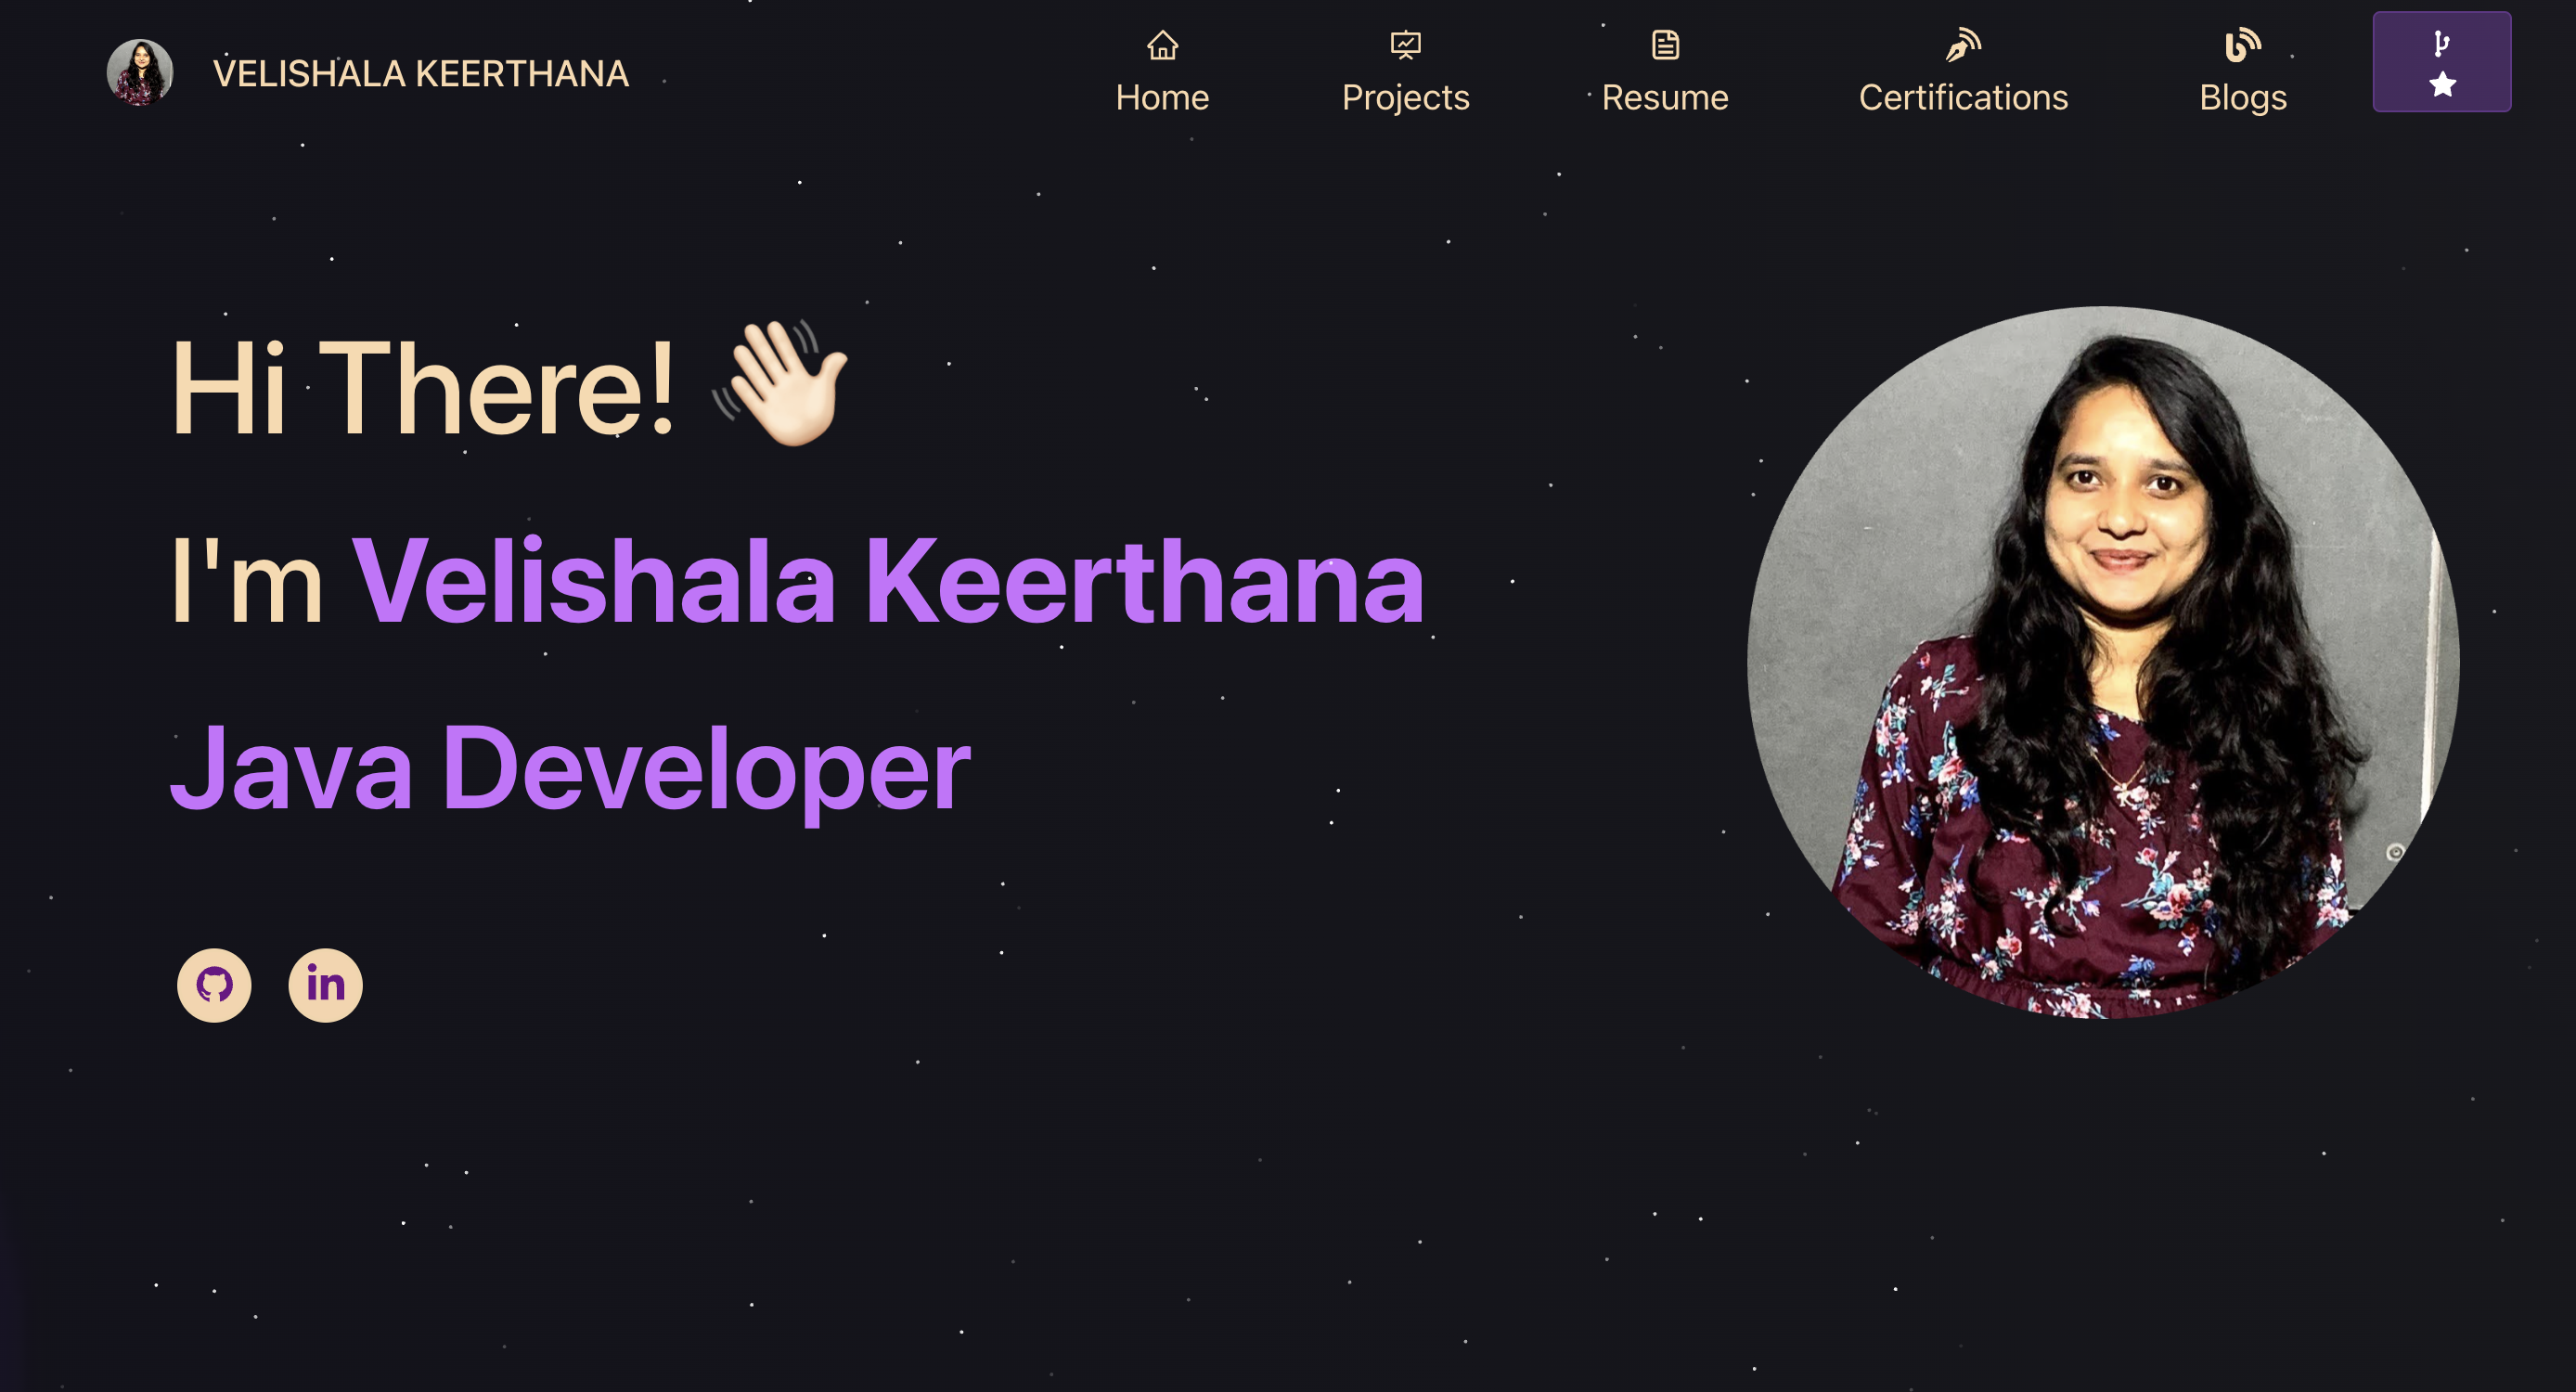 VELISHALA KEERTHANA
Home
Projects
Resume
Certifications
Blogs
Hi There! 👋🏻
I'm Velishala Keerthana
Java Developer
in